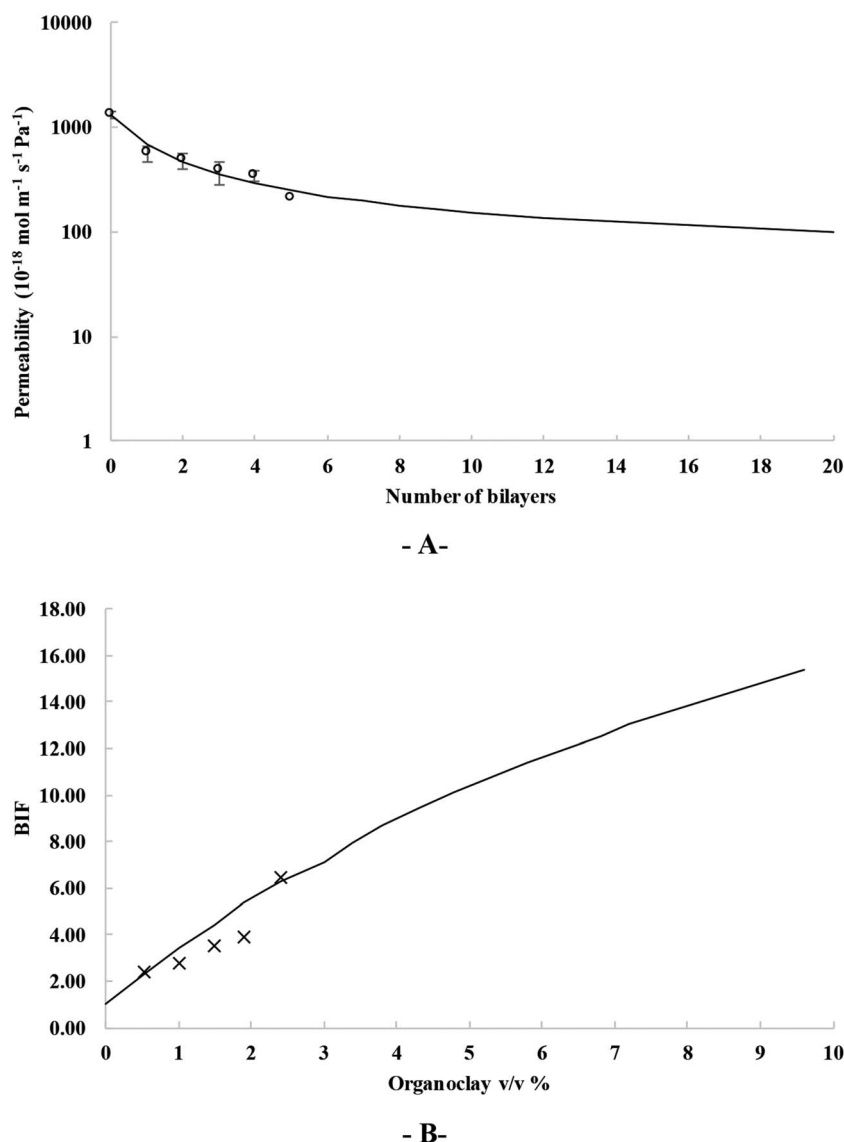 10000
1000
100
10
1
Permeability (10⁻¹⁸ mol m⁻¹ s⁻¹ Pa⁻¹)
0 2 4 6 8 10 12 14 16 18 20
Number of bilayers
- A-
18.00
16.00
14.00
12.00
10.00
8.00
6.00
4.00
2.00
0.00
BIF
0 1 2 3 4 5 6 7 8 9 10
Organoclay v/v %
- B-